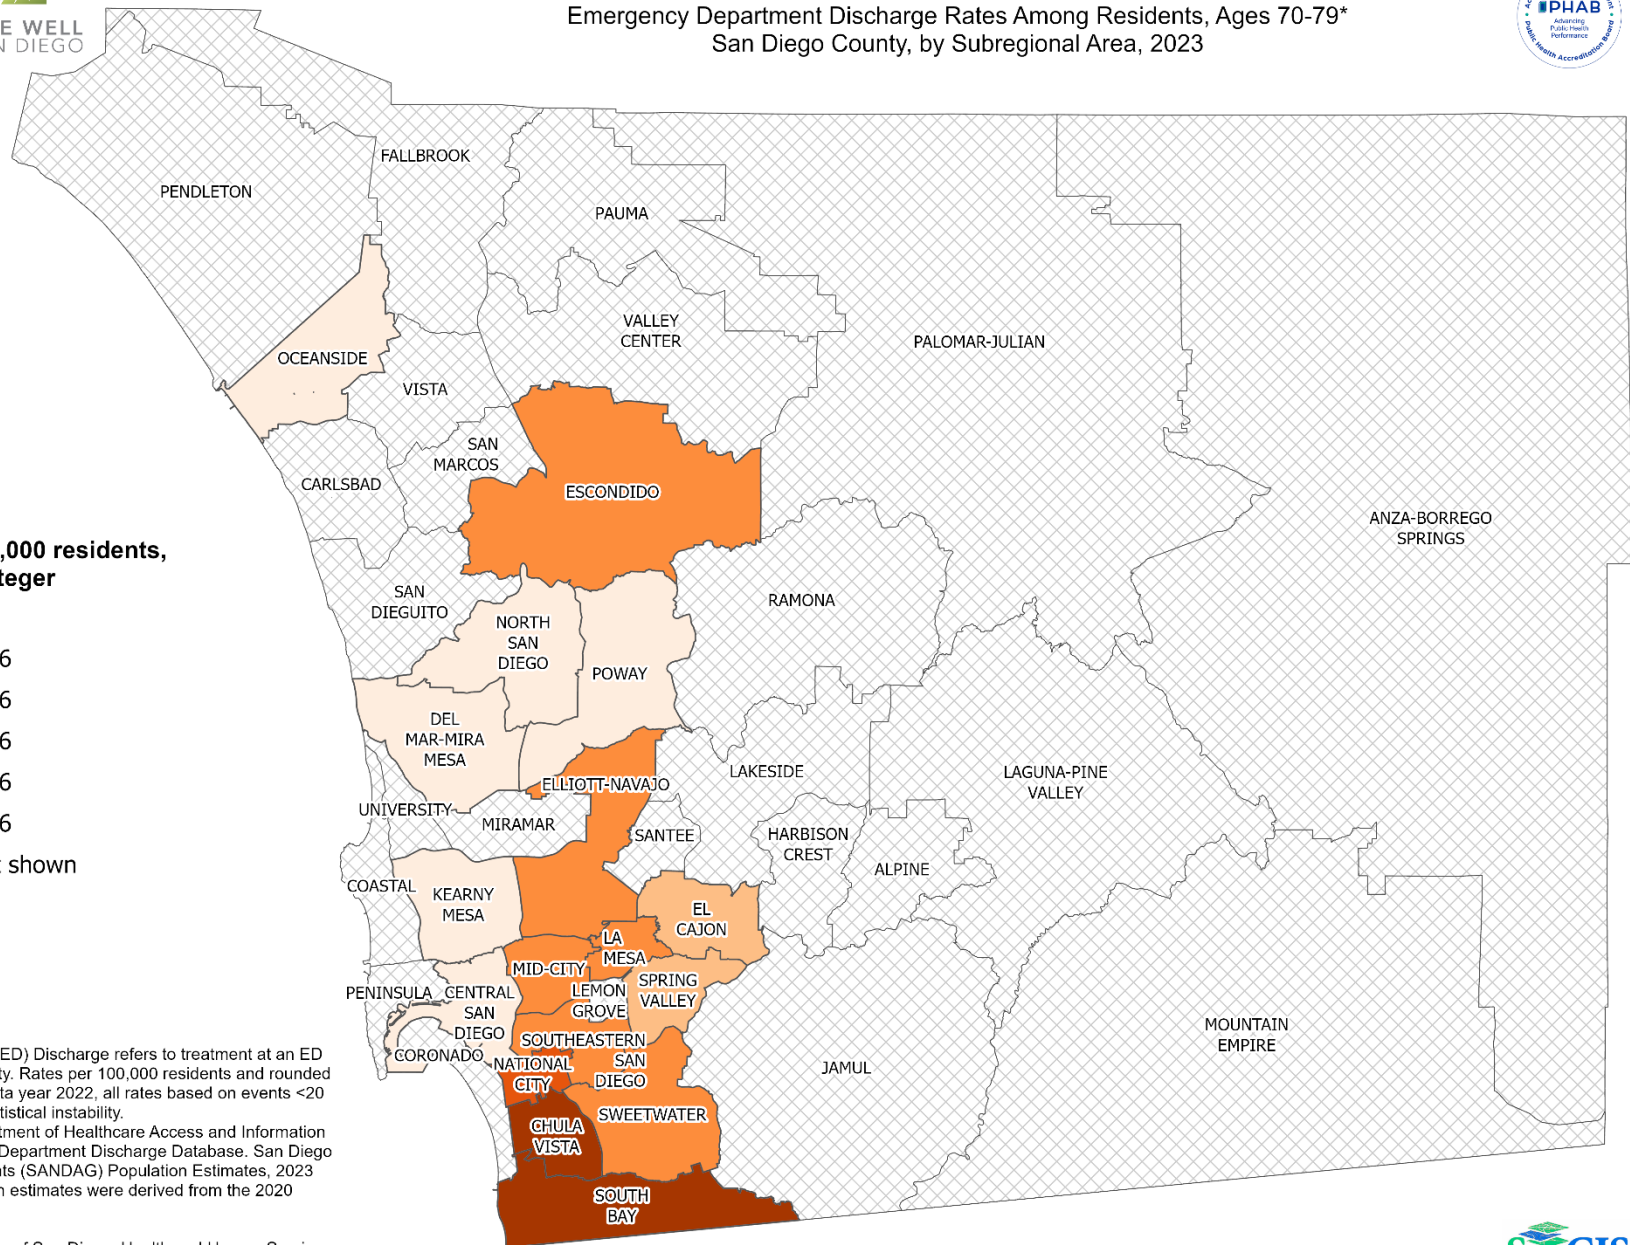 E WELL
N DIEGO
Emergency Department Discharge Rates Among Residents, Ages 70-79*
San Diego County, by Subregional Area, 2023
PHAB
Advancing
Public Health
Performance
Public Health Accreditation Board
FALLBROOK
PENDLETON
PAUMA
VALLEY
CENTER
PALOMAR-JULIAN
OCEANSIDE
VISTA
SAN
MARCOS
CARLSBAD
ESCONDIDO
ANZA-BORREGO
SPRINGS
,000 residents,
teger
SAN
DIEGUITO
RAMONA
NORTH
SAN
DIEGO
POWAY
6
6
6
6
6
shown
DEL
MAR-MIRA
MESA
LAKESIDE
LAGUNA-PINE
VALLEY
ELLIOTT-NAVAJO
UNIVERSITY
MIRAMAR
SANTEE
HARBISON
CREST
ALPINE
COASTAL
KEARNY
MESA
EL
CAJON
LA
MESA
MID-CITY
SPRING
VALLEY
LEMON
GROVE
PENINSULA
CENTRAL
SAN
DIEGO
CORONADO
SOUTHEASTERN
SAN
DIEGO
NATIONAL
CITY
MOUNTAIN
EMPIRE
JAMUL
SWEETWATER
CHULA
VISTA
SOUTH
BAY
ED) Discharge refers to treatment at an ED
ty. Rates per 100,000 residents and rounded
ta year 2022, all rates based on events <20
tistical instability.
tment of Healthcare Access and Information
Department Discharge Database. San Diego
nts (SANDAG) Population Estimates, 2023
n estimates were derived from the 2020